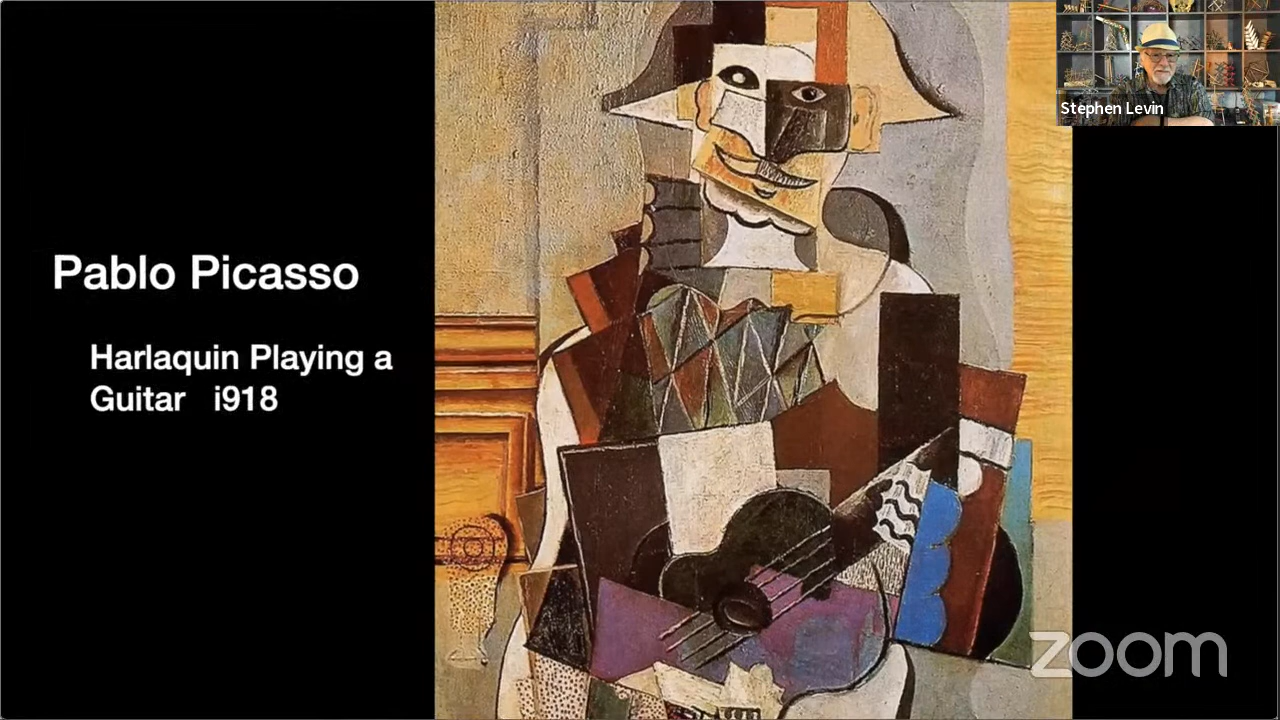 Stephen Levin
Pablo Picasso
Harlaquin Playing a
Guitar i918
zoom